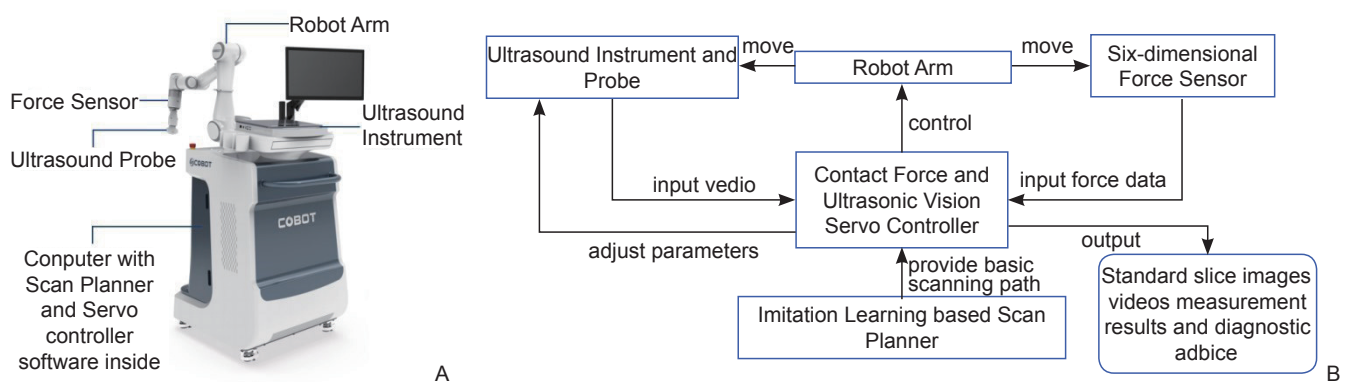 Robot Arm
Force Sensor
Ultrasound
Instrument
Ultrasound Probe
COBOT
COBOT
Conputer with
Scan Planner
and Servo
controller
software inside
A
Ultrasound Instrument and
Probe
move
Robot Arm
move
Six-dimensional
Force Sensor
control
input vedio
Contact Force and
Ultrasonic Vision
Servo Controller
input force data
adjust parameters
output
provide basic
scanning path
Imitation Learning based Scan
Planner
Standard slice images
videos measurement
results and diagnostic
adbice
B